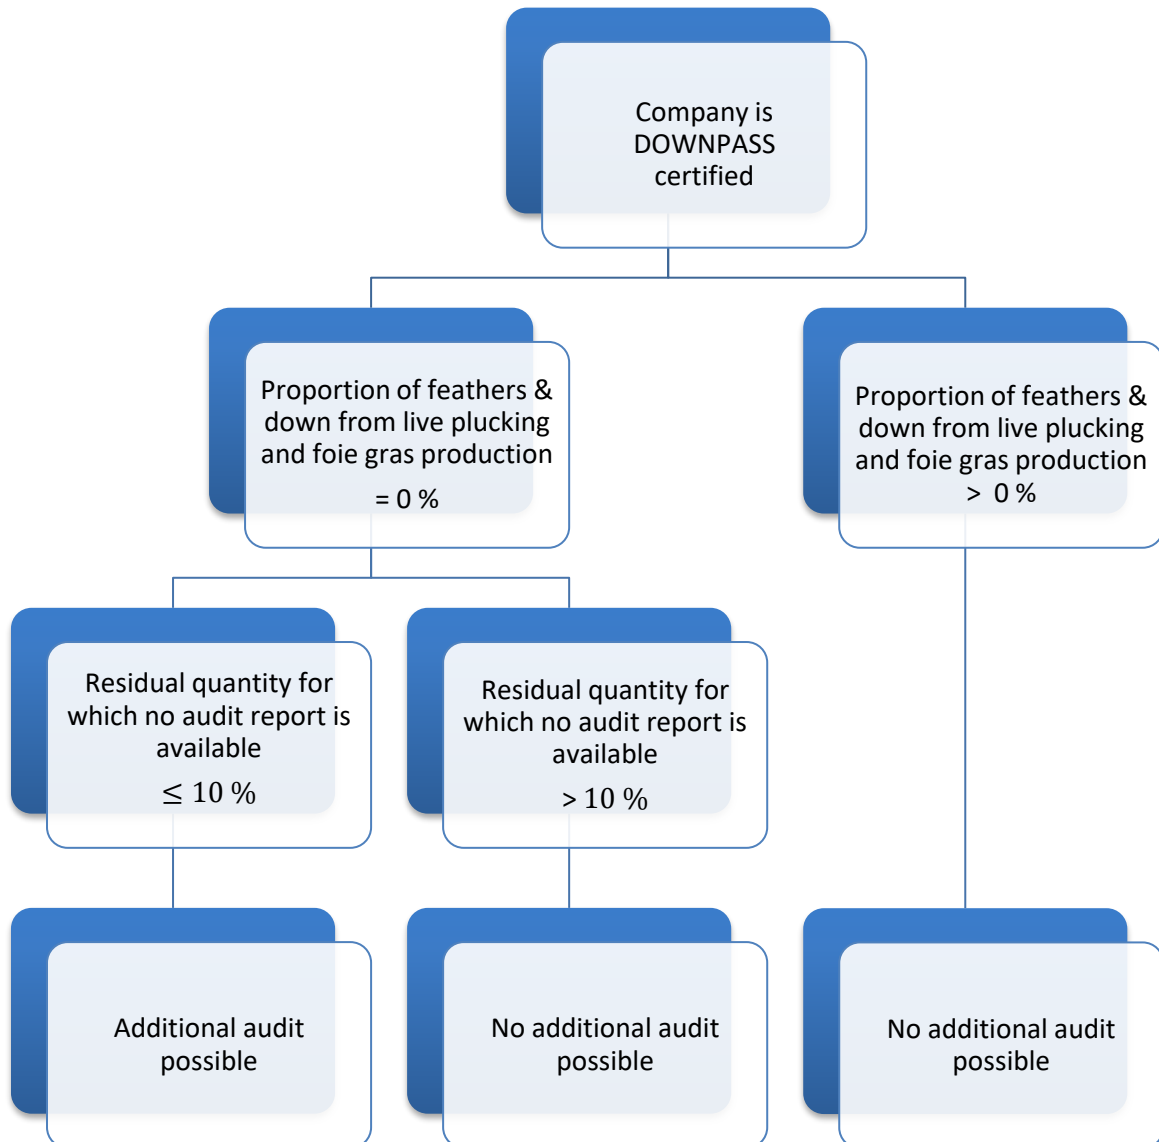 Company is
DOWNPASS
certified
Proportion of feathers &
down from live plucking
and foie gras production
= 0 %
Proportion of feathers &
down from live plucking
and foie gras production
> 0 %
Residual quantity for
which no audit report is
available
≤ 10 %
Residual quantity for
which no audit report is
available
> 10 %
Additional audit
possible
No additional audit
possible
No additional audit
possible